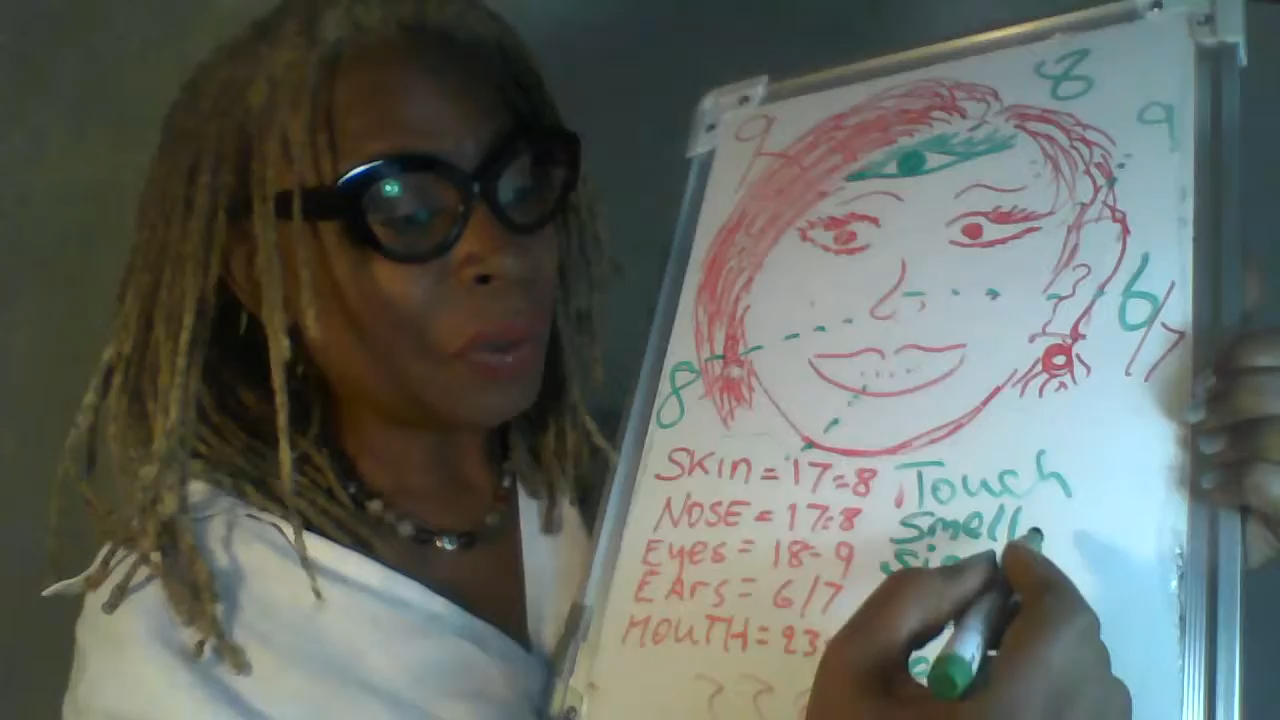 8
9
9
6/7
8
Skin = 17=8 Touch
NOSE = 17=8 Smell
Eyes = 18=9
EArs = 6/7
MOUTH = 23